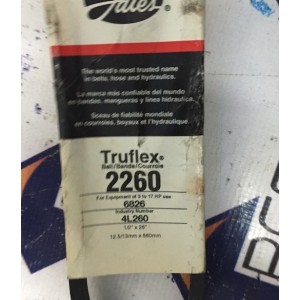 Gates
The world's most trusted name
in belts, hose and hydraulics.
La marca más confiable del mundo
en bandas, mangueras y línea hidráulica.
Sceau de fiabilité mondiale
en courroies, boyaux et l'hydraulique
Truflex®
Belt/Banda/Courroie
2260
For Equipment of 3 to 17 HP use
6826
Industry Number
4L260
1/2" x 26"
12.5/13mm x 660mm